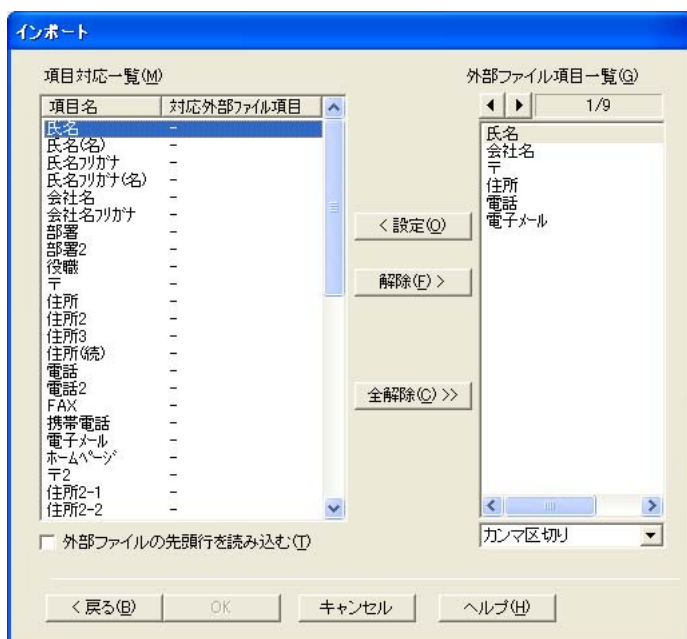 インポート
項目対応一覧(M)
項目名 対応外部ファイル項目
氏名 -
氏名(名) -
氏名フリガナ -
氏名フリガナ(名) -
会社名 -
会社名フリガナ -
部署 -
部署2 -
役職 -
〒 -
住所 -
住所2 -
住所3 -
住所(続) -
電話 -
電話2 -
FAX -
携帯電話 -
電子メール -
ホームページ -
〒2 -
住所2-1 -
住所2-2 -
外部ファイルの先頭行を読み込む(T)
< 設定(O)
解除(F) >
全解除(C) >>
外部ファイル項目一覧(G)
1/9
氏名
会社名
〒
住所
電話
電子メール
カンマ区切り
< 戻る(B)
OK
キャンセル
ヘルプ(H)